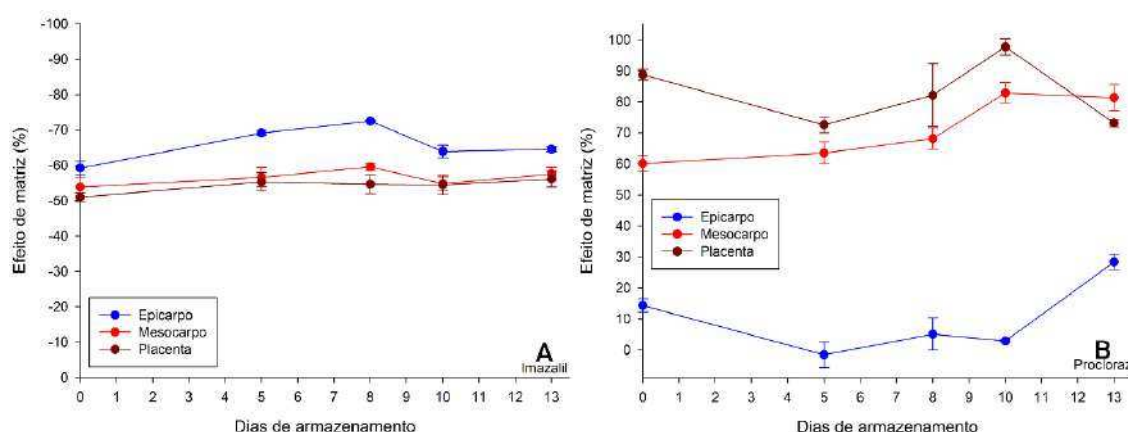 Efeito de matriz (%)
-100
-90
-80
-70
-60
-50
-40
-30
-20
-10
0
Epicarpo
Mesocarpo
Placenta
A
Imazalil
0 1 2 3 4 5 6 7 8 9 10 11 12 13
Dias de armazenamento
Efeito de matriz (%)
100
90
80
70
60
50
40
30
20
10
0
Epicarpo
Mesocarpo
Placenta
B
Procloraz
0 1 2 3 4 5 6 7 8 9 10 11 12 13
Dias de armazenamento